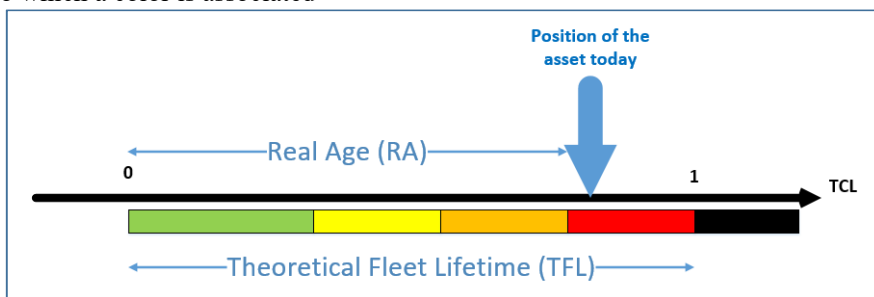 Position of the
asset today
Real Age (RA)
0
1
TCL
Theoretical Fleet Lifetime (TFL)